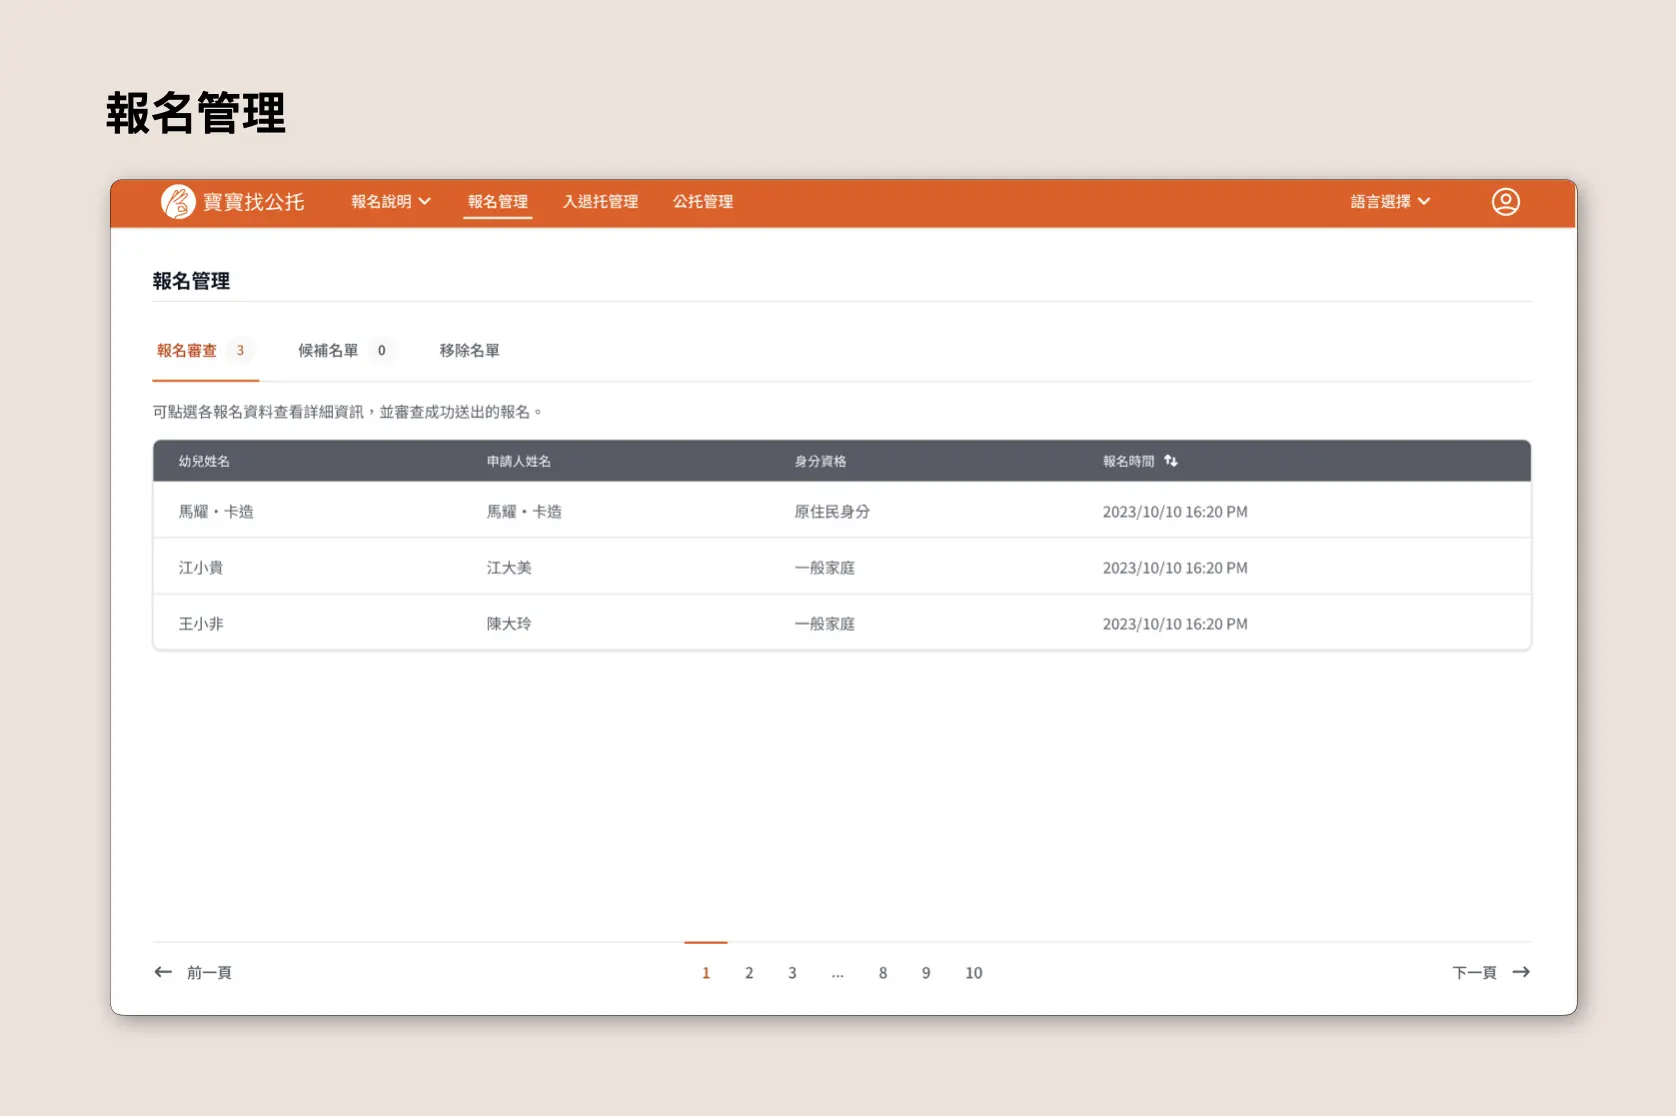 報名管理
寶寶找公托 報名說明 報名管理 入退托管理 公托管理 語言選擇
報名管理
報名審查 3 候補名單 0 移除名單
可點選各報名資料查看詳細資訊，並審查成功送出的報名。
幼兒姓名 申請人姓名 身分資格 報名時間
馬耀・卡造 馬耀・卡造 原住民身分 2023/10/10 16:20 PM
江小貴 江大美 一般家庭 2023/10/10 16:20 PM
王小非 陳大玲 一般家庭 2023/10/10 16:20 PM
← 前一頁 1 2 3 ... 8 9 10 下一頁 →